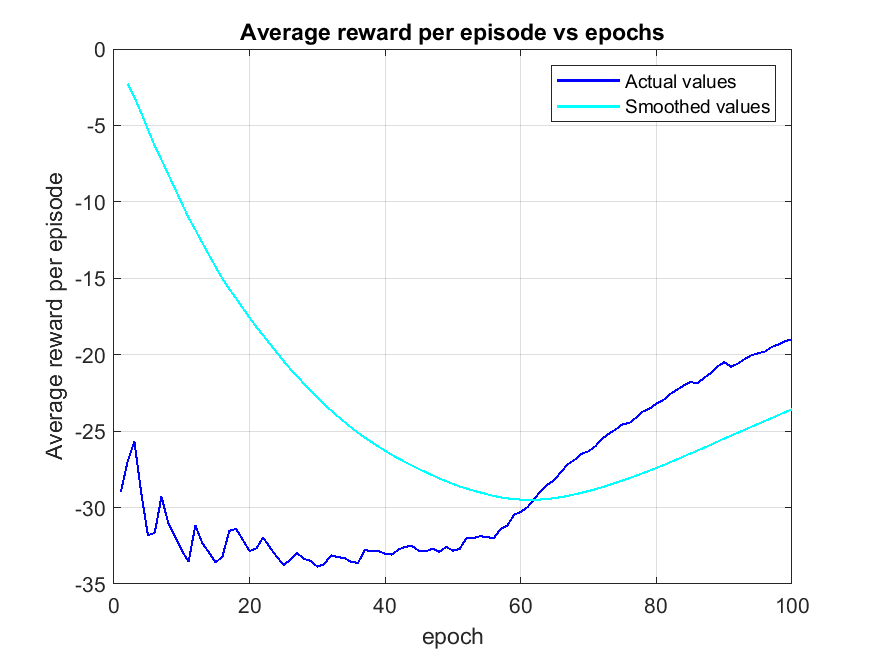 Average reward per episode vs epochs
Actual values
Smoothed values
Average reward per episode
0
-5
-10
-15
-20
-25
-30
-35
0 20 40 60 80 100
epoch